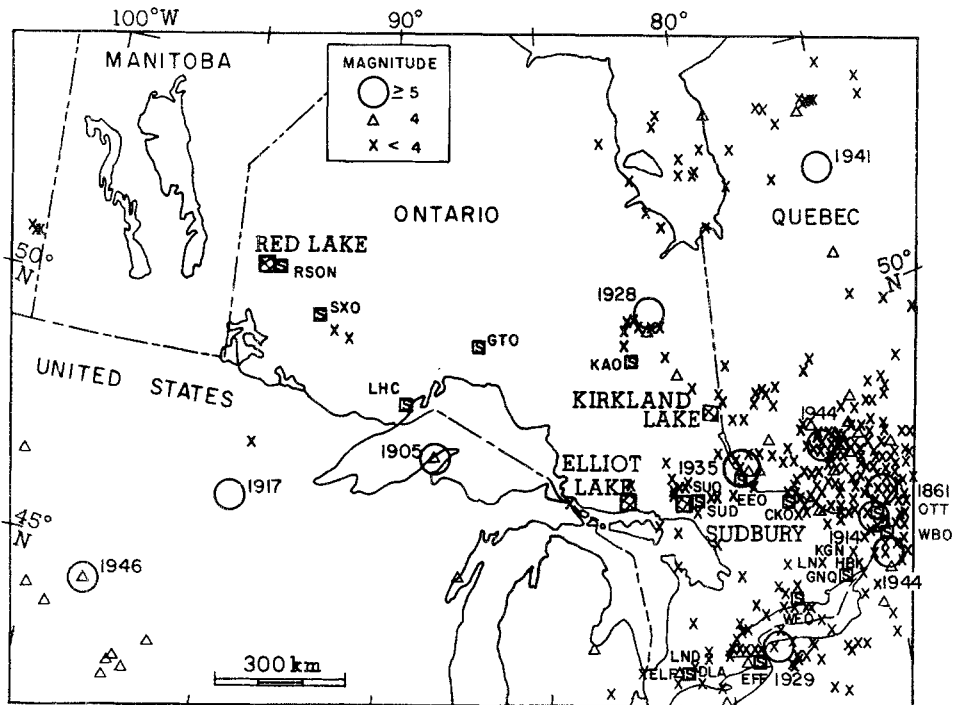 100°W
90°
80°
MANITOBA
MAGNITUDE
≥ 5
4
< 4
1941
ONTARIO
QUEBEC
50°
N
RED LAKE
RSON
50°
N
SXO
1928
GTO
KAO
UNITED STATES
LHC
KIRKLAND
LAKE
1944
1905
ELLIOT
LAKE
1935
SUO
EEO
SUD
CKO
1861
OTT
1917
SUDBURY
WBO
45°
N
1914
KGN
LNX HBK
GNQ
1944
1946
WEO
300 km
LND
ELF
DLA
EFF
1929